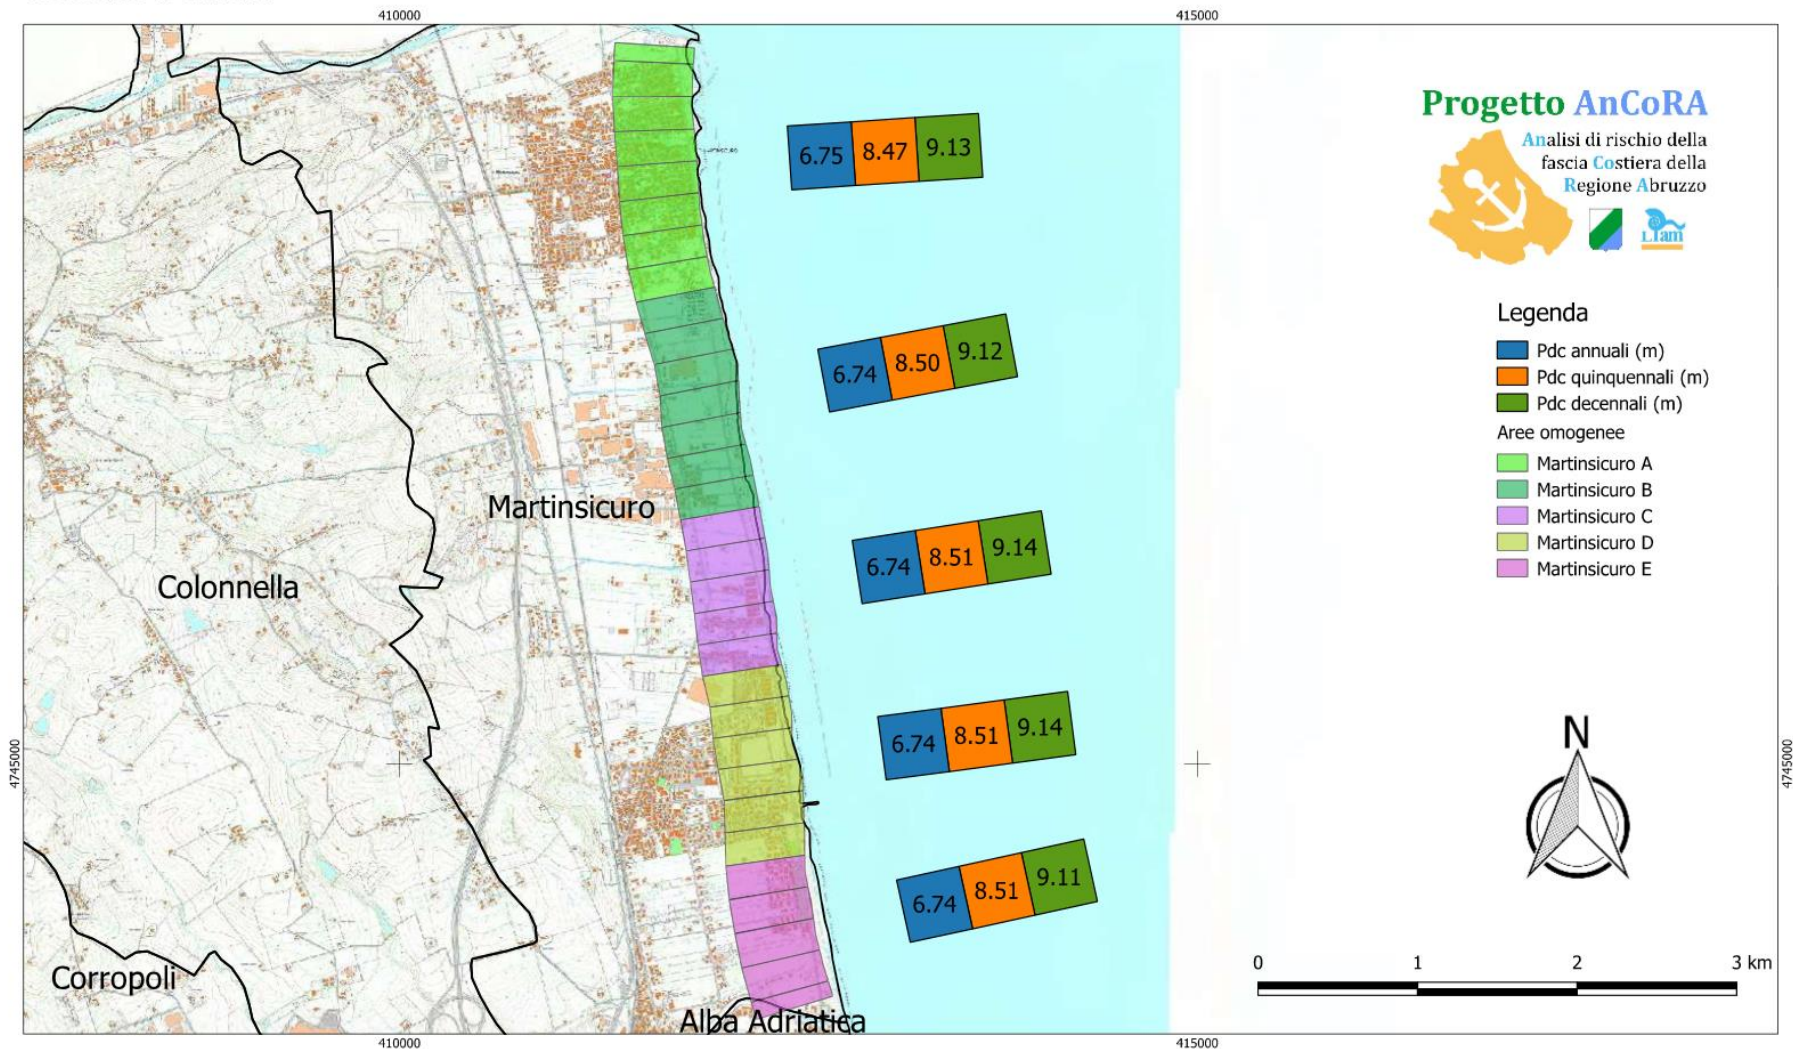 410000
415000
Progetto AnCoRA
Analisi di rischio della
fascia Costiera della
Regione Abruzzo
LIam
6.75 8.47 9.13
6.74 8.50 9.12
6.74 8.51 9.14
6.74 8.51 9.14
6.74 8.51 9.11
Legenda
Pdc annuali (m)
Pdc quinquennali (m)
Pdc decennali (m)
Aree omogenee
Martinsicuro A
Martinsicuro B
Martinsicuro C
Martinsicuro D
Martinsicuro E
Martinsicuro
Colonnella
Corropoli
Alba Adriatica
4745000
4745000
N
0 1 2 3 km
410000
415000